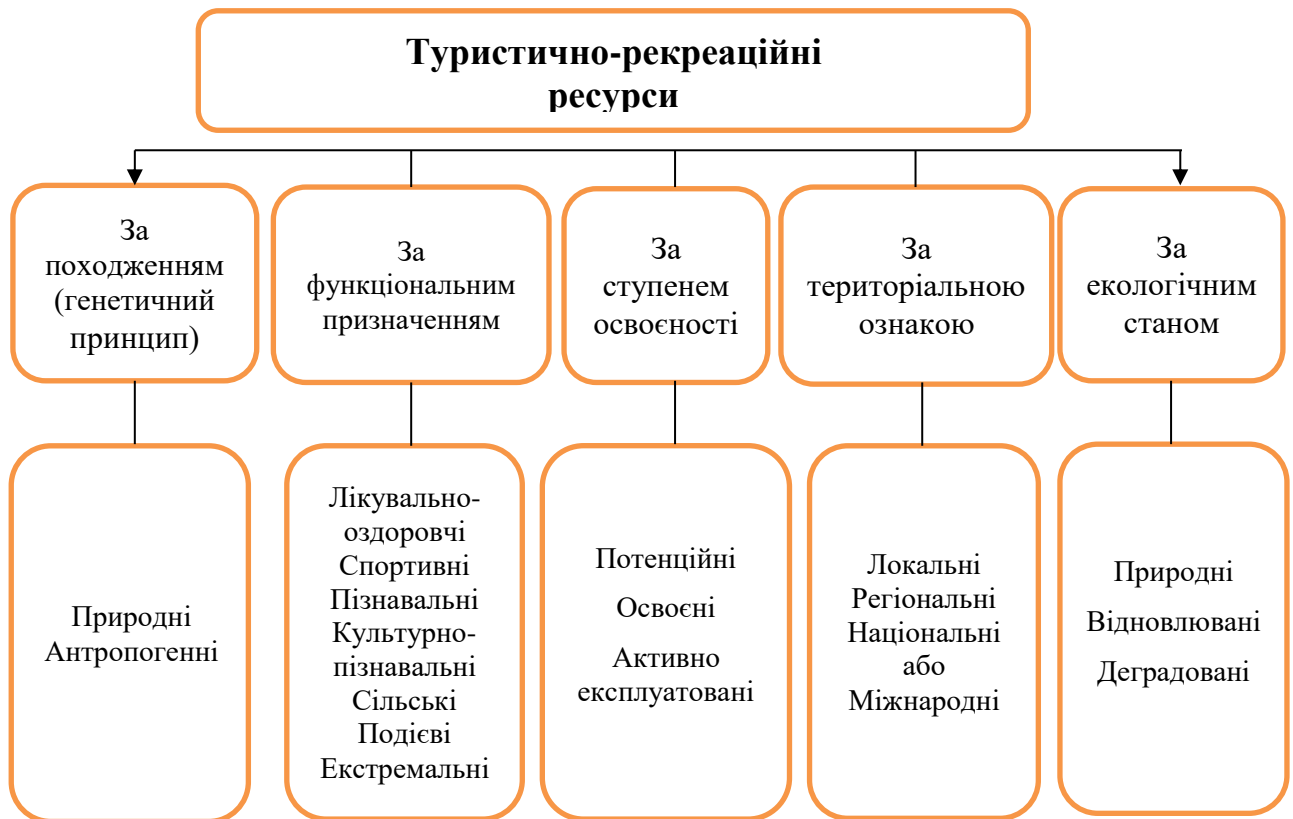 Туристично-рекреаційні
ресурси
За
походженням
(генетичний
принцип)
За
функціональним
призначенням
За
ступенем
освоєності
За
територіальною
ознакою
За
екологічним
станом
Природні
Антропогенні
Лікувально-
оздоровчі
Спортивні
Пізнавальні
Культурно-
пізнавальні
Сільські
Подієві
Екстремальні
Потенційні
Освоєні
Активно
експлуатовані
Локальні
Регіональні
Національні
або
Міжнародні
Природні
Відновлювані
Деградовані